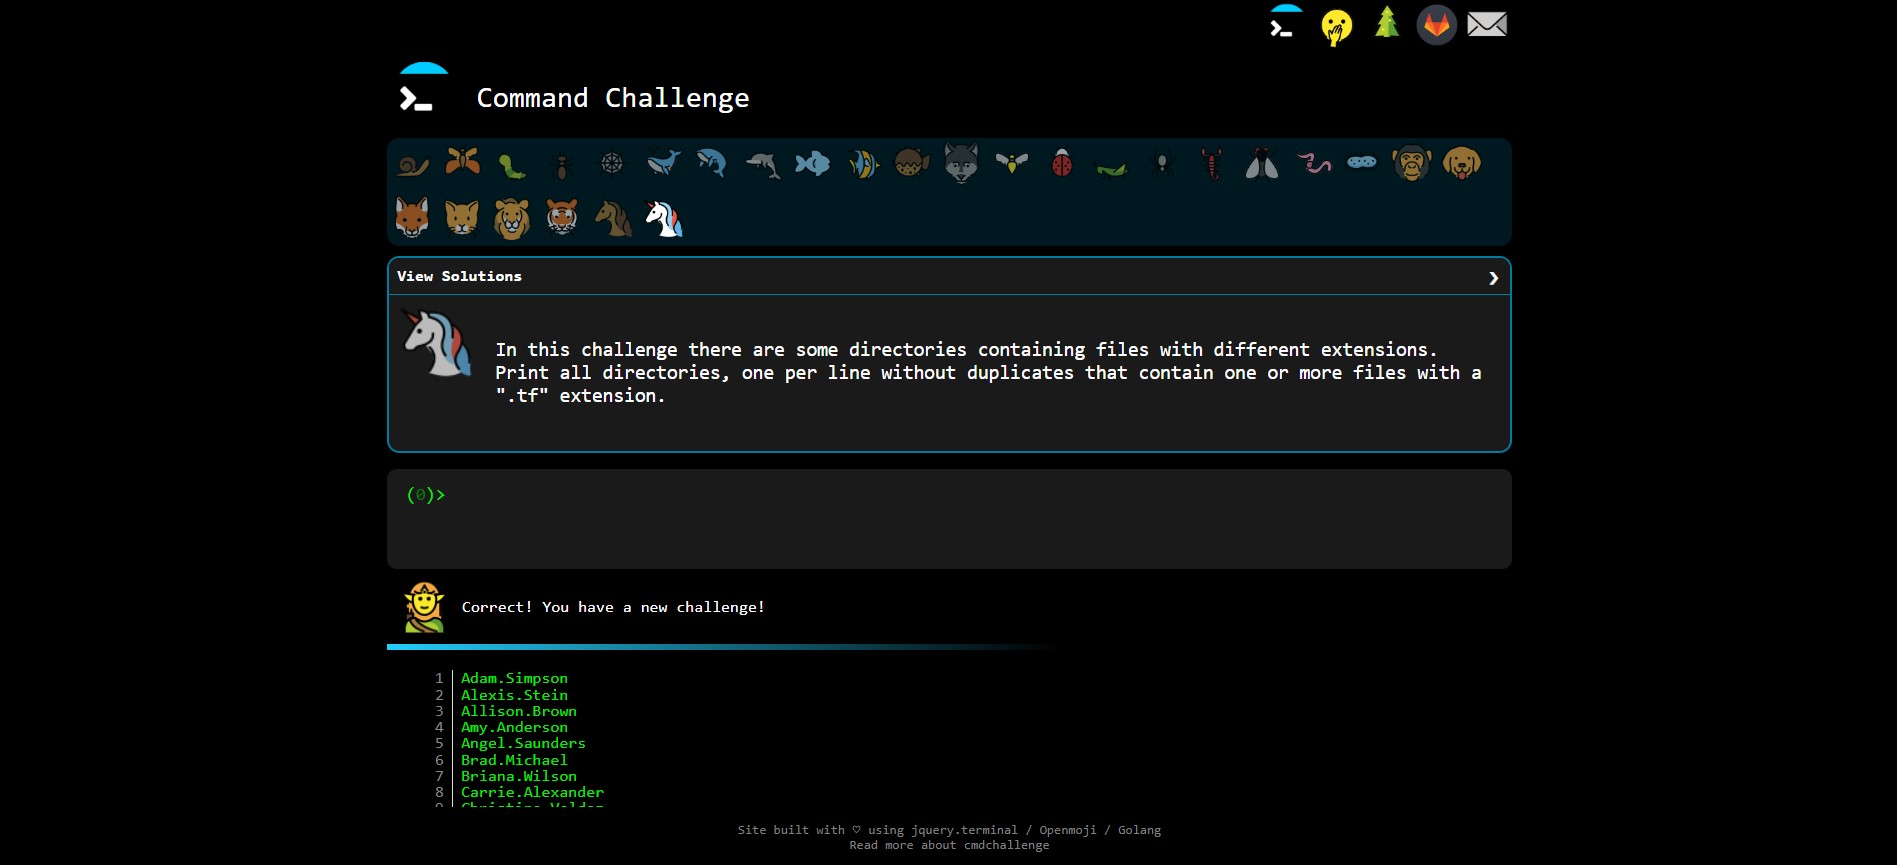 Command Challenge
View Solutions
In this challenge there are some directories containing files with different extensions.
Print all directories, one per line without duplicates that contain one or more files with a
".tf" extension.
(0)>
Correct! You have a new challenge!
1 Adam.Simpson
2 Alexis.Stein
3 Allison.Brown
4 Amy.Anderson
5 Angel.Saunders
6 Brad.Michael
7 Briana.Wilson
8 Carrie.Alexander
Site built with ♡ using jquery.terminal / Openmoji / Golang
Read more about cmdchallenge